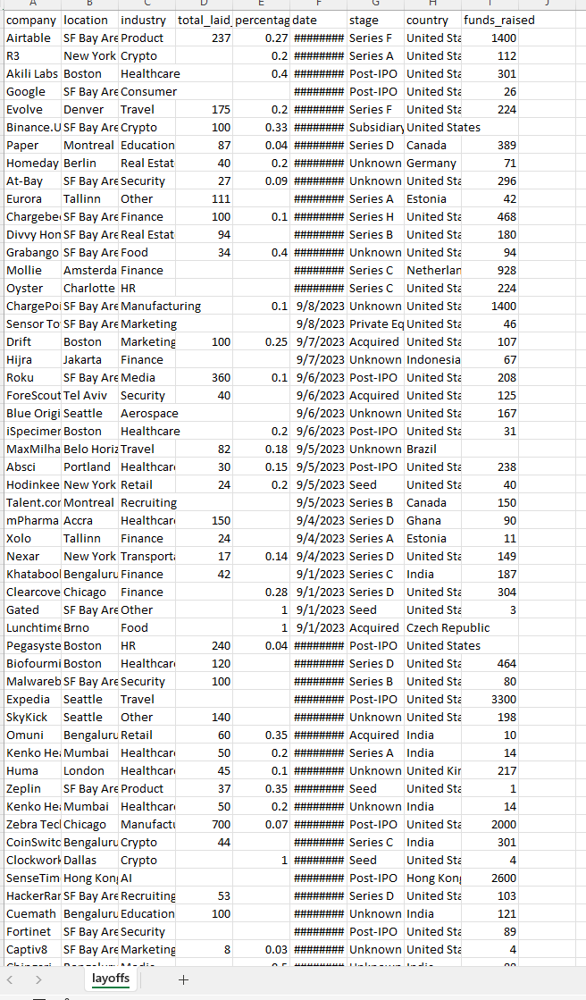 A B C D E F G H I J
company location industry total_laid_ percentag date stage country funds_raised
Airtable SF Bay Are Product 237 0.27 ######## Series F United Sta 1400
R3 New York Crypto 0.2 ######## Series A United Sta 112
Akili Labs Boston Healthcare 0.4 ######## Post-IPO United Sta 301
Google SF Bay Are Consumer ######## Post-IPO United Sta 26
Evolve Denver Travel 175 0.2 ######## Series F United Sta 224
Binance.U SF Bay Are Crypto 100 0.33 ######## Subsidiary United States
Paper Montreal Education 87 0.04 ######## Series D Canada 389
Homeday Berlin Real Estat 40 0.2 ######## Unknown Germany 71
At-Bay SF Bay Are Security 27 0.09 ######## Unknown United Sta 296
Eurora Tallinn Other 111 ######## Series A Estonia 42
Chargebe SF Bay Are Finance 100 0.1 ######## Series H United Sta 468
Divvy Hom SF Bay Are Real Estat 94 ######## Series B United Sta 180
Grabango SF Bay Are Food 34 0.4 ######## Unknown United Sta 94
Mollie Amsterda Finance ######## Series C Netherlan 928
Oyster Charlotte HR ######## Series C United Sta 224
ChargePoi SF Bay Are Manufacturing 0.1 9/8/2023 Unknown United Sta 1400
Sensor To SF Bay Are Marketing 9/8/2023 Private Eq United Sta 46
Drift Boston Marketing 100 0.25 9/7/2023 Acquired United Sta 107
Hijra Jakarta Finance 9/7/2023 Unknown Indonesia 67
Roku SF Bay Are Media 360 0.1 9/6/2023 Post-IPO United Sta 208
ForeScout Tel Aviv Security 40 9/6/2023 Acquired United Sta 125
Blue Origi Seattle Aerospace 9/6/2023 Unknown United Sta 167
iSpecimen Boston Healthcare 0.2 9/6/2023 Post-IPO United Sta 31
MaxMilha Belo Horiz Travel 82 0.18 9/5/2023 Unknown Brazil
Absci Portland Healthcar 30 0.15 9/5/2023 Post-IPO United Sta 238
Hodinkee New York Retail 24 0.2 9/5/2023 Seed United Sta 40
Talent.com Montreal Recruiting 9/5/2023 Series B Canada 150
mPharma Accra Healthcar 150 9/4/2023 Series D Ghana 90
Xolo Tallinn Finance 24 9/4/2023 Series A Estonia 11
Nexar New York Transporta 17 0.14 9/4/2023 Series D United Sta 149
Khatabool Bengaluru Finance 42 9/1/2023 Series C India 187
Clearcove Chicago Finance 0.28 9/1/2023 Series D United Sta 304
Gated SF Bay Are Other 1 9/1/2023 Seed United Sta 3
Lunchtime Brno Food 1 9/1/2023 Acquired Czech Republic
Pegasyste Boston HR 240 0.04 ######## Post-IPO United States
Biofourmi Boston Healthcar 120 ######## Series D United Sta 464
Malwareb SF Bay Are Security 100 ######## Series B United Sta 80
Expedia Seattle Travel ######## Post-IPO United Sta 3300
SkyKick Seattle Other 140 ######## Unknown United Sta 198
Omuni Bengaluru Retail 60 0.35 ######## Acquired India 10
Kenko Hea Mumbai Healthcar 50 0.2 ######## Series A India 14
Huma London Healthcar 45 0.1 ######## Unknown United Kin 217
Zeplin SF Bay Are Product 37 0.35 ######## Seed United Sta 1
Kenko Hea Mumbai Healthcar 50 0.2 ######## Unknown India 14
Zebra Tecl Chicago Manufactu 700 0.07 ######## Post-IPO United Sta 2000
CoinSwitc Bengaluru Crypto 44 ######## Series C India 301
Clockwork Dallas Crypto 1 ######## Seed United Sta 4
SenseTim Hong Kong AI ######## Post-IPO Hong Kong 2600
HackerRan SF Bay Are Recruiting 53 ######## Series D United Sta 103
Cuemath Bengaluru Education 100 ######## Unknown India 121
Fortinet SF Bay Are Security ######## Post-IPO United Sta 89
Captiv8 SF Bay Are Marketing 8 0.03 ######## Unknown United Sta 4
layoffs